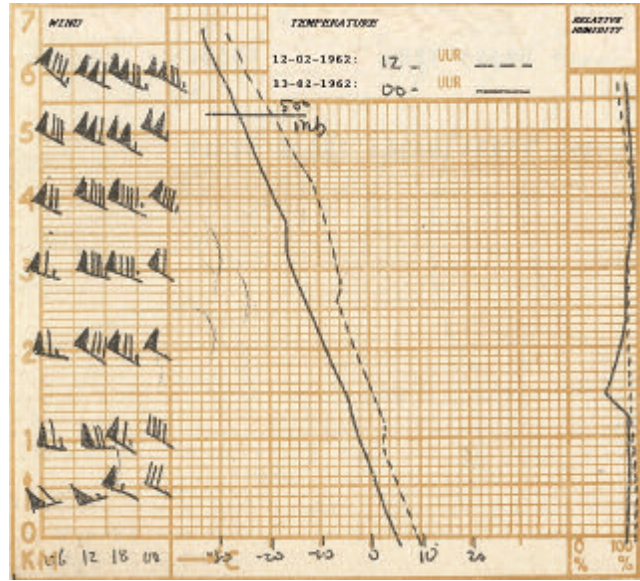 7 WIND TEMPERATURE RELATIVE HUMIDITY
12-02-1962: 12 - UUR
13-02-1962: 00- UUR
6
500
mb
5
4
3
2
1
0
KM 06 12 18 00 C -30 -20 -10 0 10 20 0 % 100 %